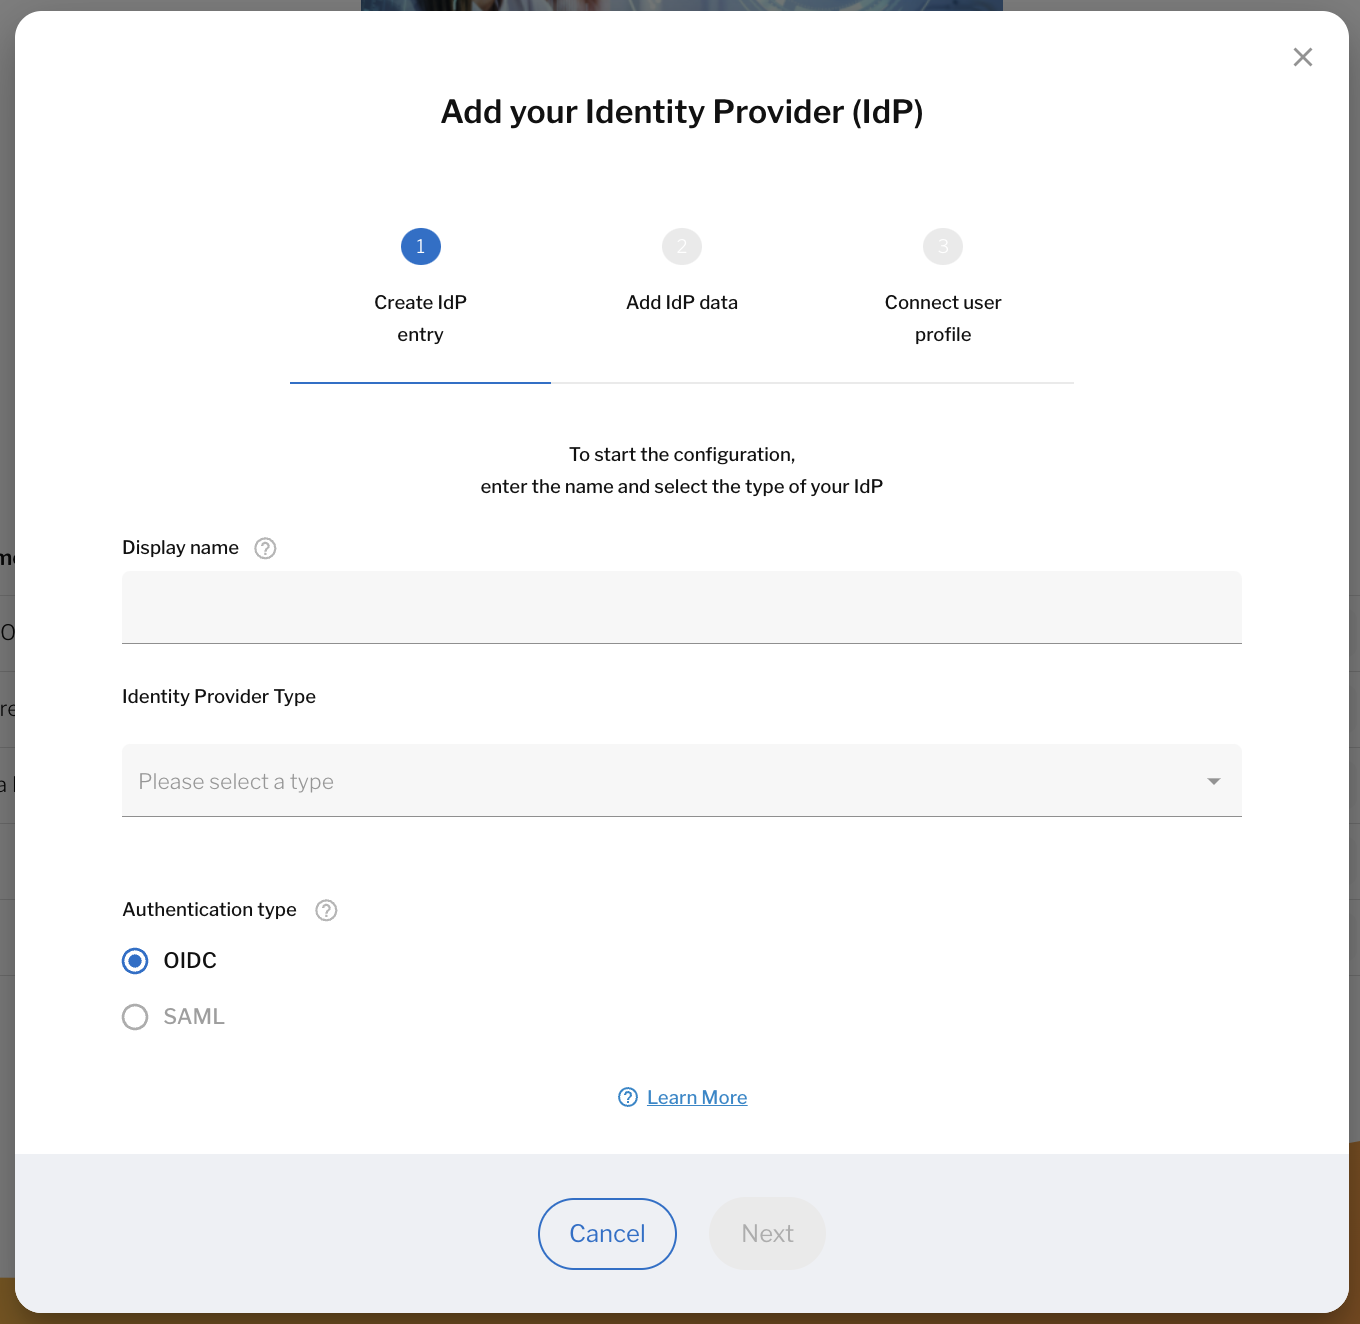 Add your Identity Provider (IdP)
1
2
3
Create IdP
entry
Add IdP data
Connect user
profile
To start the configuration,
enter the name and select the type of your IdP
Display name
Identity Provider Type
Please select a type
Authentication type
OIDC
SAML
Learn More
Cancel
Next